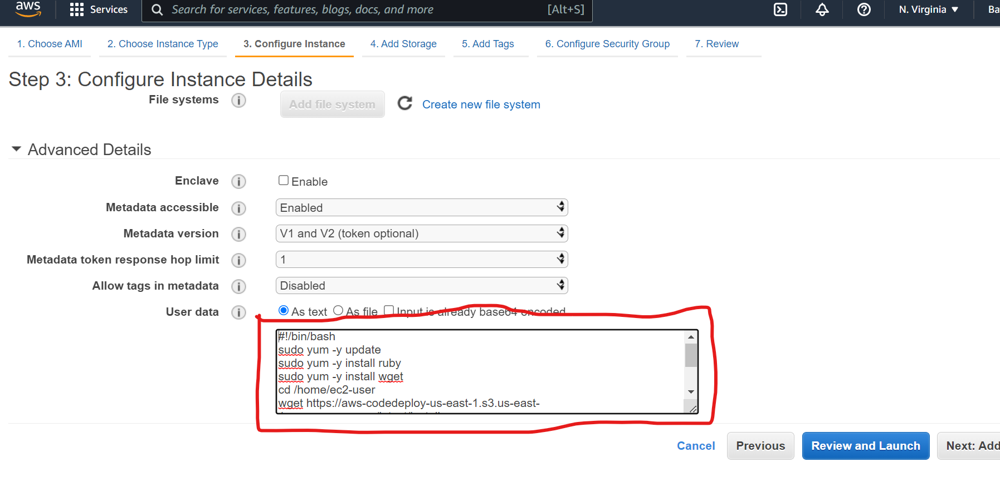 aws Services Search for services, features, blogs, docs, and more [Alt+S] N. Virginia Ba
1. Choose AMI 2. Choose Instance Type 3. Configure Instance 4. Add Storage 5. Add Tags 6. Configure Security Group 7. Review
Step 3: Configure Instance Details
File systems Add file system Create new file system
Advanced Details
Enclave Enable
Metadata accessible Enabled
Metadata version V1 and V2 (token optional)
Metadata token response hop limit 1
Allow tags in metadata Disabled
User data As text As file Input is already base64 encoded
#!/bin/bash
sudo yum -y update
sudo yum -y install ruby
sudo yum -y install wget
cd /home/ec2-user
wget https://aws-codedeploy-us-east-1.s3.us-east-
Cancel Previous Review and Launch Next: Add